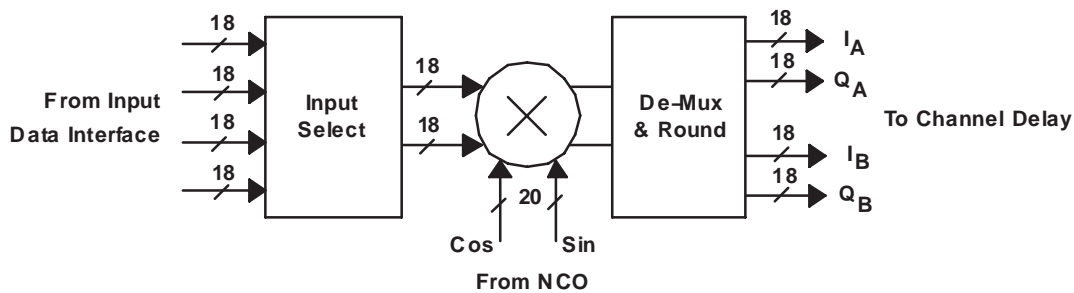 18
18
18
18
From Input
Data Interface
Input
Select
18
18
20
Cos
Sin
From NCO
De-Mux
& Round
18
I_A
18
Q_A
18
I_B
18
Q_B
To Channel Delay